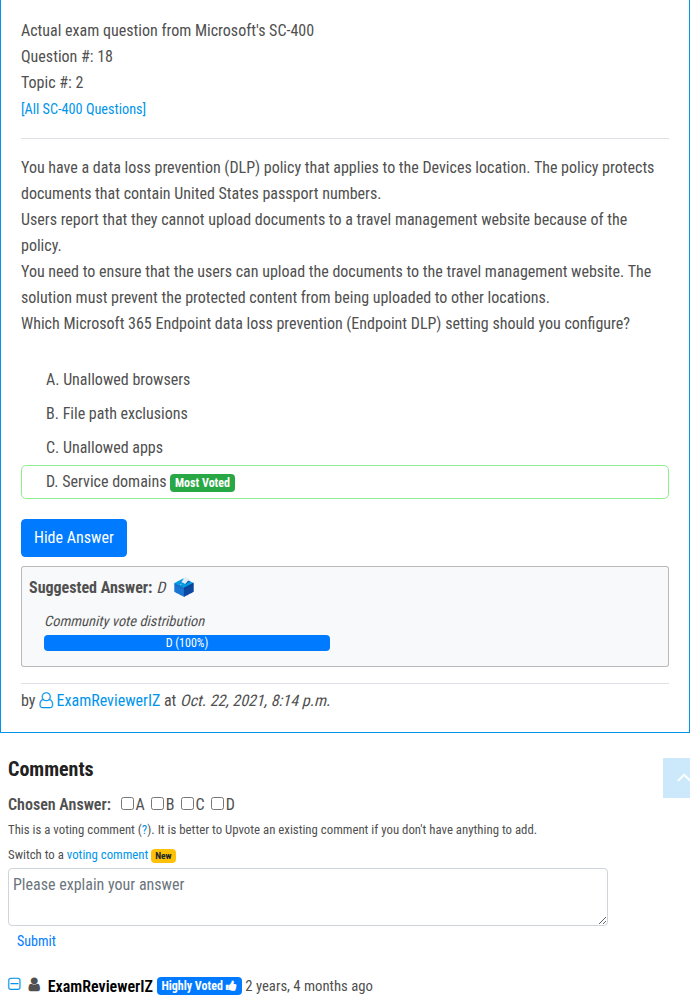 Actual exam question from Microsoft's SC-400
Question #: 18
Topic #: 2
[All SC-400 Questions]
You have a data loss prevention (DLP) policy that applies to the Devices location. The policy protects
documents that contain United States passport numbers.
Users report that they cannot upload documents to a travel management website because of the
policy.
You need to ensure that the users can upload the documents to the travel management website. The
solution must prevent the protected content from being uploaded to other locations.
Which Microsoft 365 Endpoint data loss prevention (Endpoint DLP) setting should you configure?
A. Unallowed browsers
B. File path exclusions
C. Unallowed apps
D. Service domains Most Voted
Hide Answer
Suggested Answer: D
Community vote distribution
D (100%)
by ExamReviewerIZ at Oct. 22, 2021, 8:14 p.m.
Comments
Chosen Answer: A B C D
This is a voting comment (?). It is better to Upvote an existing comment if you don't have anything to add.
Switch to a voting comment New
Please explain your answer
Submit
ExamReviewerIZ Highly Voted 2 years, 4 months ago